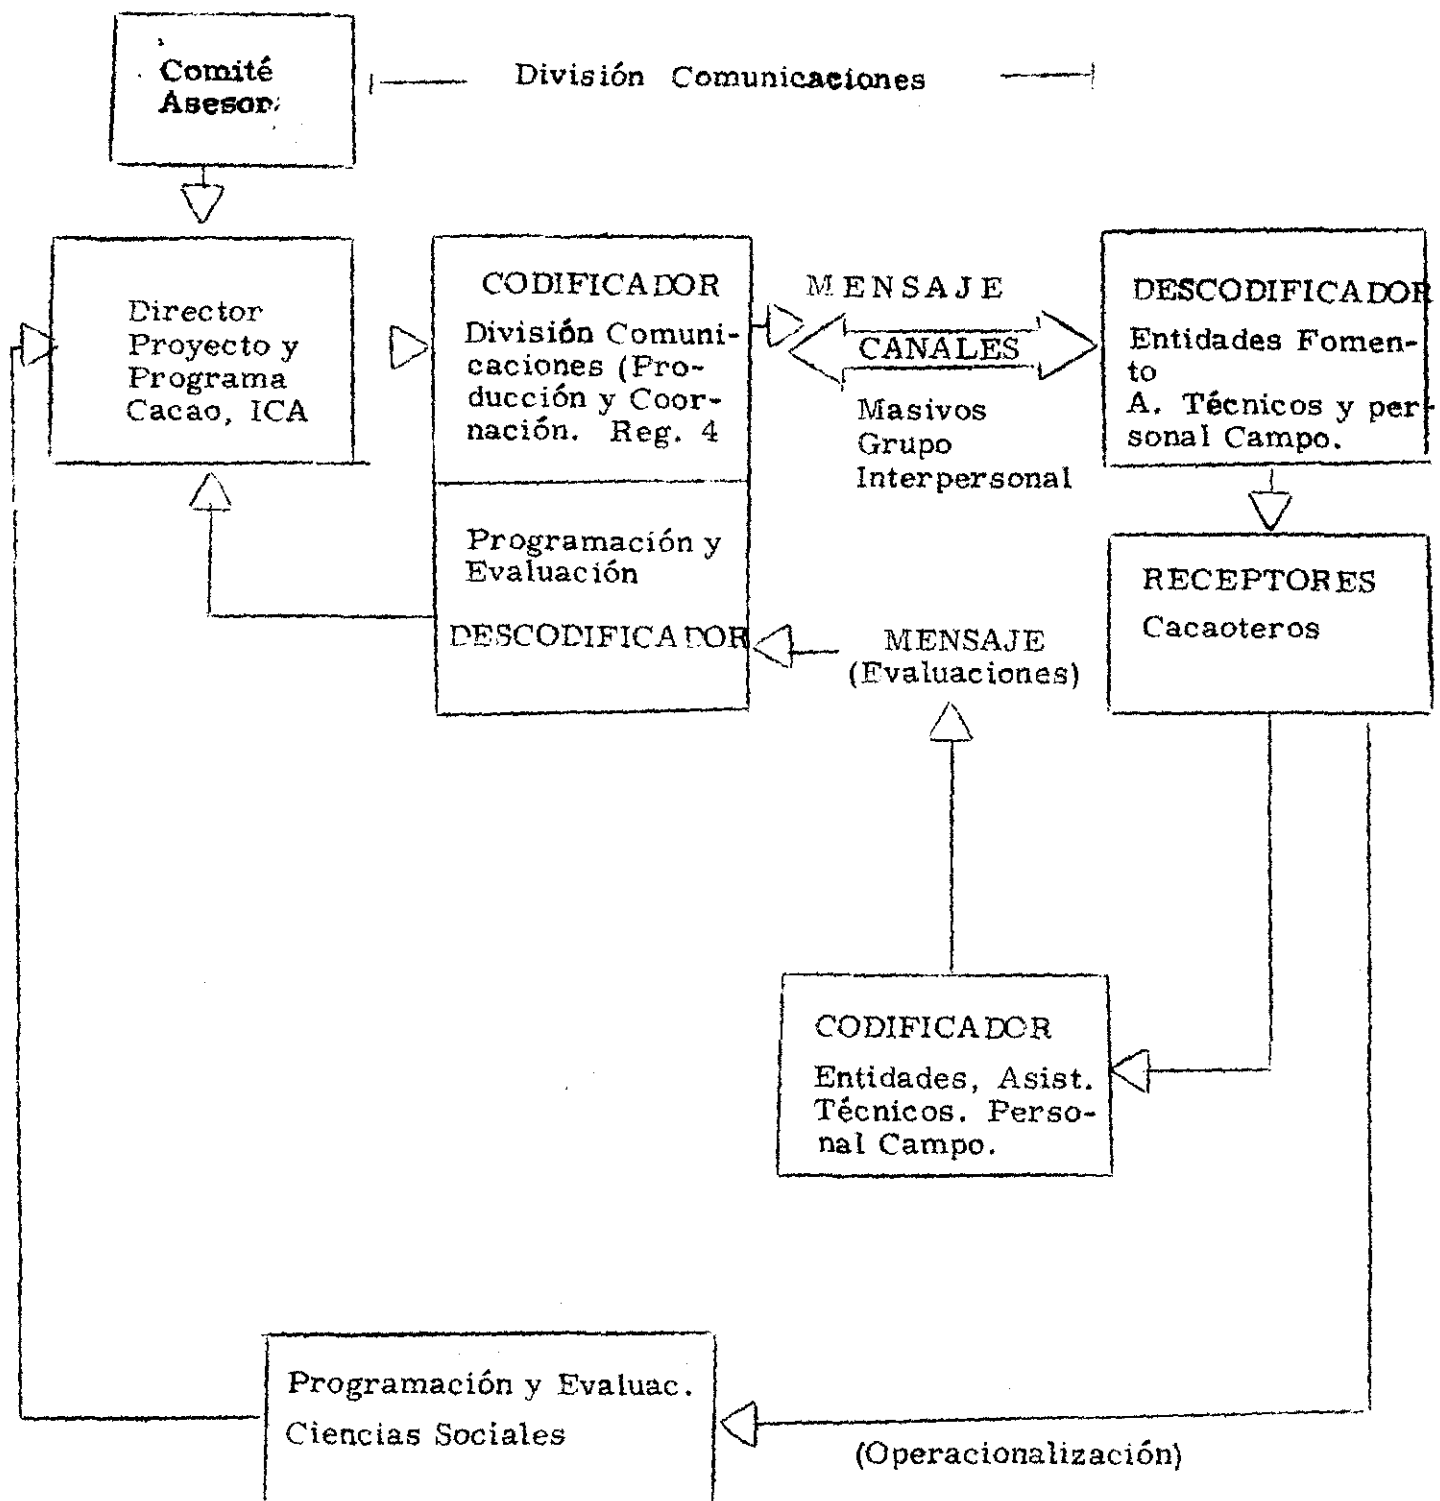 Comité
Asesor
División Comunicaciones
Director
Proyecto y
Programa
Cacao, ICA
CODIFICADOR
División Comuni-
caciones (Pro-
ducción y Coor-
nación. Reg. 4
Programación y
Evaluación
DESCODIFICADOR
MENSAJE
CANALES
Masivos
Grupo
Interpersonal
DESCODIFICADOR
Entidades Fomen-
to
A. Técnicos y per-
sonal Campo.
RECEPTORES
Cacaoteros
MENSAJE
(Evaluaciones)
CODIFICADOR
Entidades, Asist.
Técnicos. Perso-
nal Campo.
Programación y Evaluac.
Ciencias Sociales
(Operacionalización)